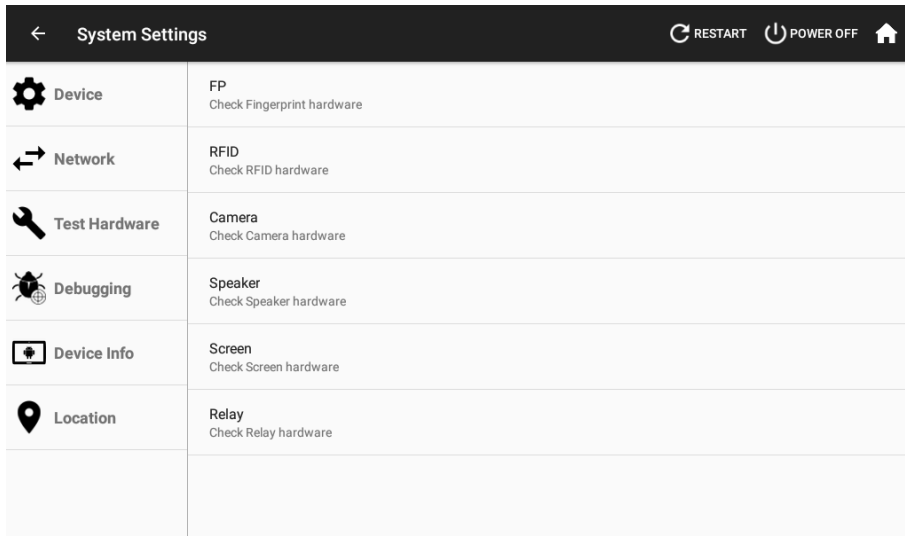 System Settings
RESTART
POWER OFF
Device
Network
Test Hardware
Debugging
Device Info
Location
FP
Check Fingerprint hardware
RFID
Check RFID hardware
Camera
Check Camera hardware
Speaker
Check Speaker hardware
Screen
Check Screen hardware
Relay
Check Relay hardware